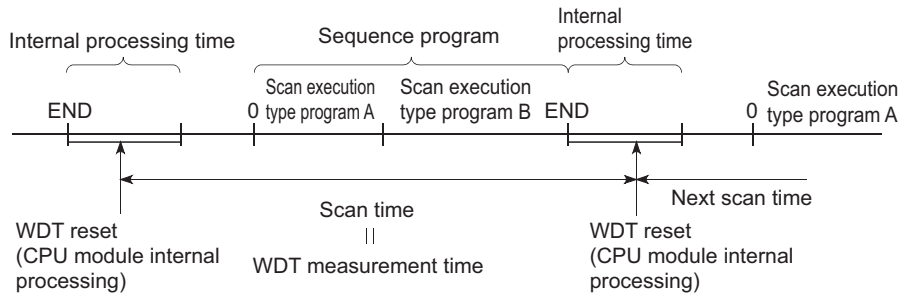 Internal processing time
Sequence program
Internal
processing time
END
0
Scan execution
type program A
Scan execution
type program B
END
0
Scan execution
type program A
Scan time
Next scan time
WDT reset
(CPU module internal
processing)
||
WDT measurement time
WDT reset
(CPU module internal
processing)